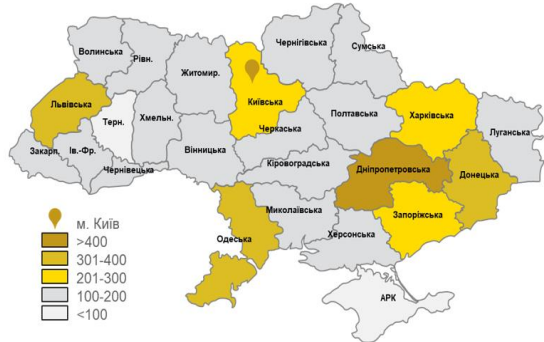 Чернігівська
Сумська
Волинська
Рівн.
Житомир.
Київська
Львівська
Терн.
Хмельн.
Черкаська
Полтавська
Харківська
Луганська
Закарп.
Ів.-Фр.
Чернівецька
Вінницька
Кіровоградська
Дніпропетровська
Донецька
Миколаївська
Запорізька
Одеська
Херсонська
АРК
м. Київ
>400
301-400
201-300
100-200
<100